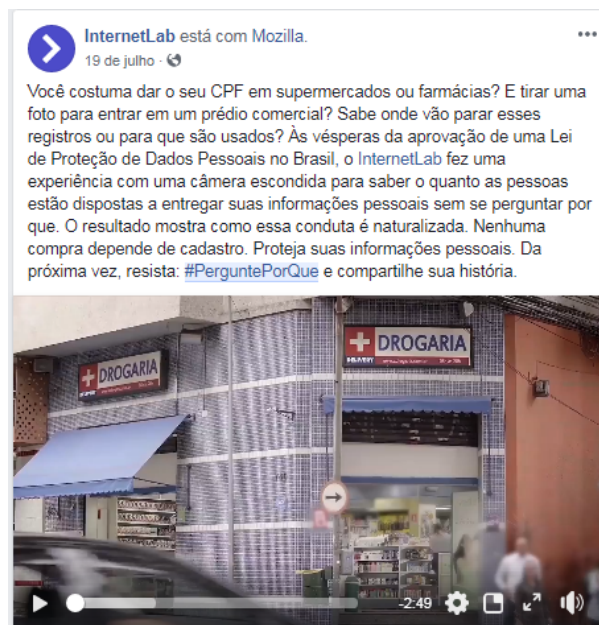 InternetLab está com Mozilla.
19 de julho ·
Você costuma dar o seu CPF em supermercados ou farmácias? E tirar uma
foto para entrar em um prédio comercial? Sabe onde vão parar esses
registros ou para que são usados? Às vésperas da aprovação de uma Lei
de Proteção de Dados Pessoais no Brasil, o InternetLab fez uma
experiência com uma câmera escondida para saber o quanto as pessoas
estão dispostas a entregar suas informações pessoais sem se perguntar por
que. O resultado mostra como essa conduta é naturalizada. Nenhuma
compra depende de cadastro. Proteja suas informações pessoais. Da
próxima vez, resista: #PerguntePorQue e compartilhe sua história.
DROGARIA
DELIVERY
DROGARIA
DELIVERY
-2:49